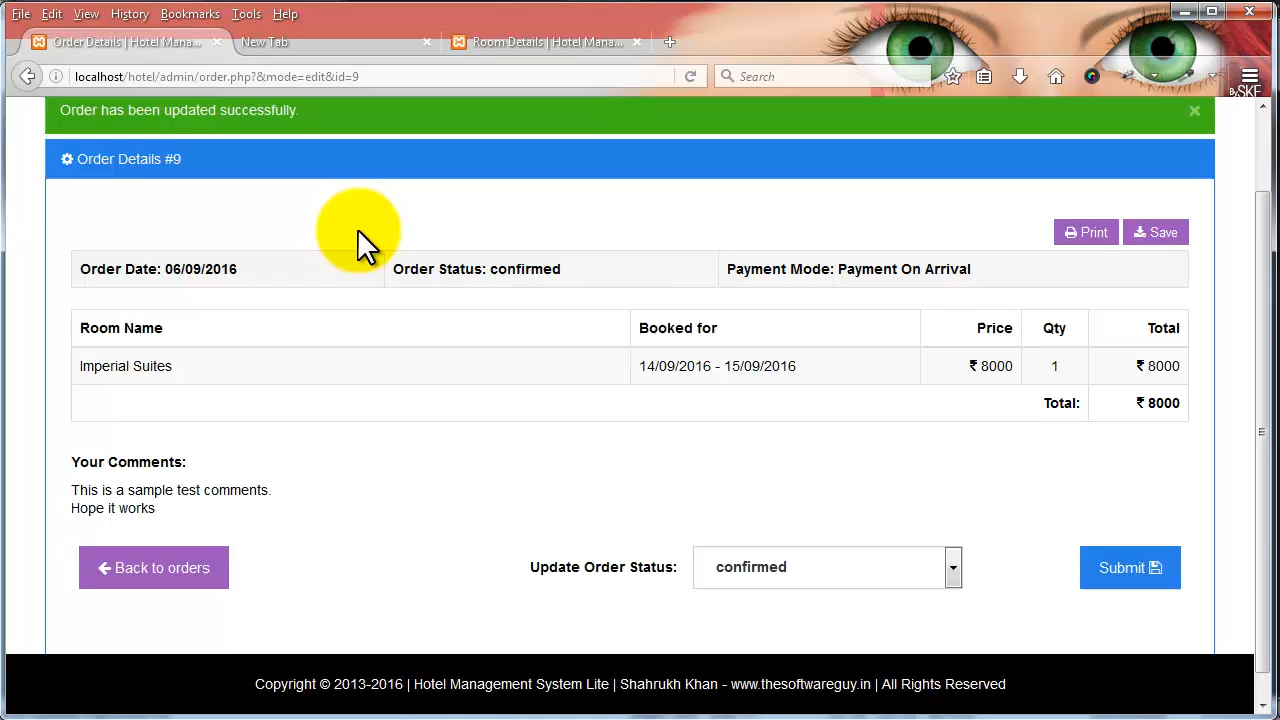 File Edit View History Bookmarks Tools Help
Order Details | Hotel Mana... × New Tab × Room Details | Hotel Mana... × +
localhost/hotel/admin/order.php?&mode=edit&id=9 Search
By SKE
Order has been updated successfully. ×
Order Details #9
Print Save
Order Date: 06/09/2016 Order Status: confirmed Payment Mode: Payment On Arrival
Room Name Booked for Price Qty Total
Imperial Suites 14/09/2016 - 15/09/2016 ₹ 8000 1 ₹ 8000
Total: ₹ 8000
Your Comments:
This is a sample test comments.
Hope it works
Back to orders Update Order Status: confirmed Submit
Copyright © 2013-2016 | Hotel Management System Lite | Shahrukh Khan - www.thesoftwareguy.in | All Rights Reserved